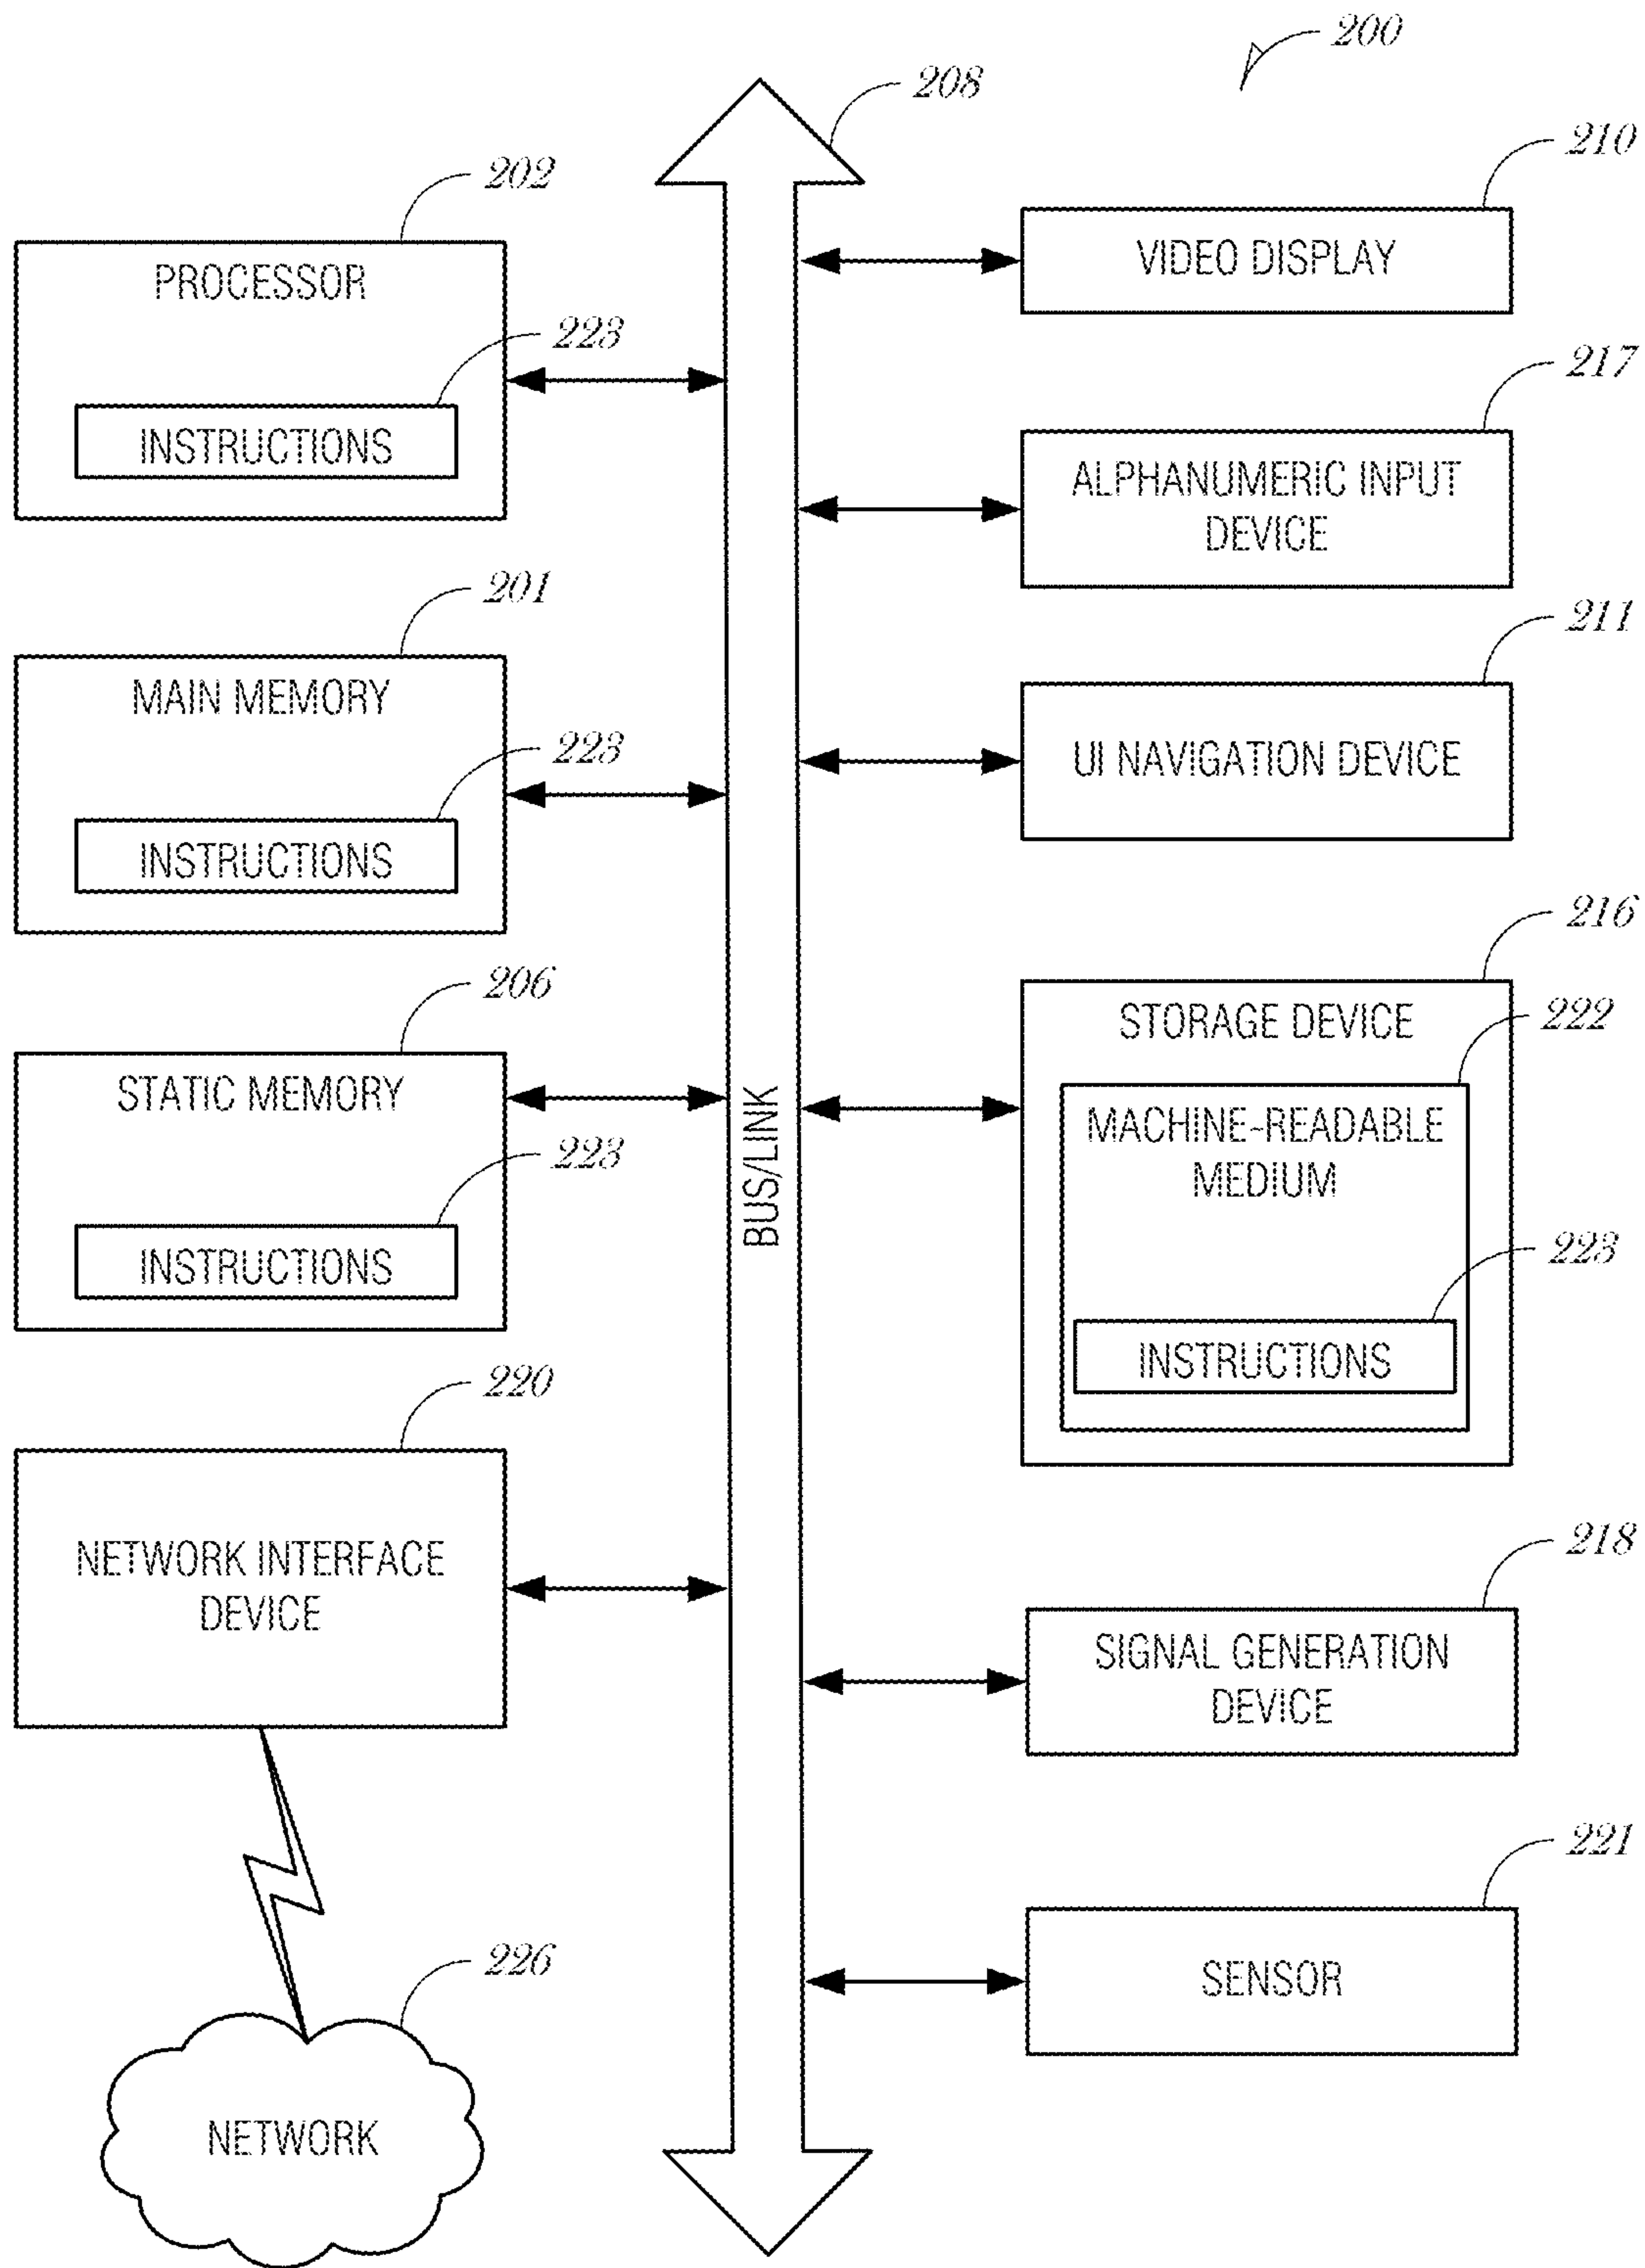 200
208
202
PROCESSOR
223
INSTRUCTIONS
201
MAIN MEMORY
223
INSTRUCTIONS
206
STATIC MEMORY
223
INSTRUCTIONS
220
NETWORK INTERFACE
DEVICE
226
NETWORK
BUS/LINK
210
VIDEO DISPLAY
217
ALPHANUMERIC INPUT
DEVICE
211
UI NAVIGATION DEVICE
216
STORAGE DEVICE
222
MACHINE-READABLE
MEDIUM
223
INSTRUCTIONS
218
SIGNAL GENERATION
DEVICE
221
SENSOR